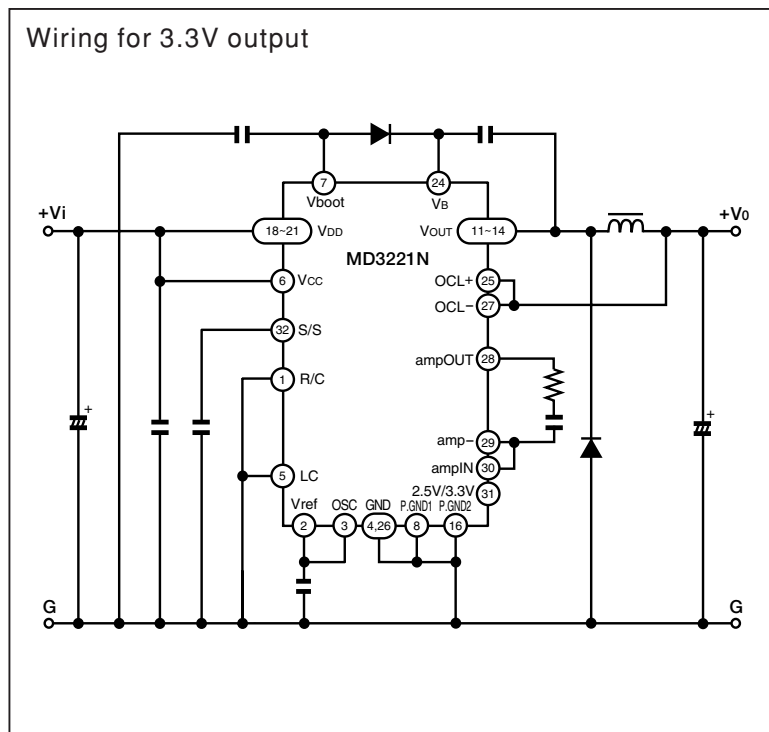 Wiring for 3.3V output
7
24
Vboot
VB
+Vi
+V0
18~21
VDD
VOUT
11~14
MD3221N
6
VCC
OCL+
25
OCL−
27
32
S/S
ampOUT
28
1
R/C
+
+
amp−
29
ampIN
30
5
LC
2.5V/3.3V
31
Vref
OSC
GND
P.GND1
P.GND2
2
3
4,26
8
16
G
G